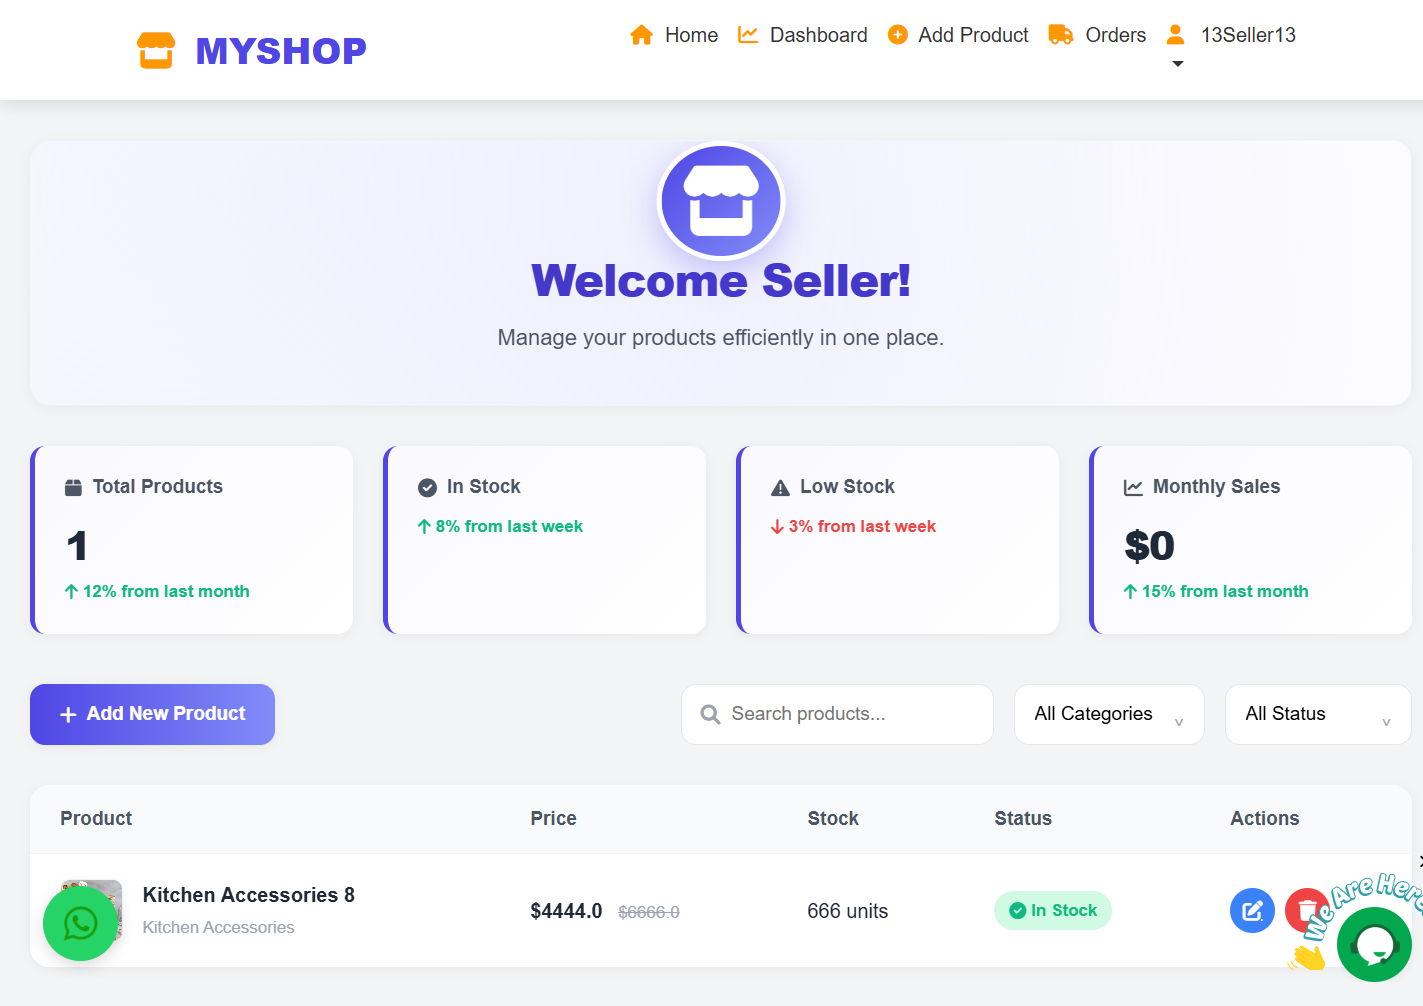 MYSHOP
Home Dashboard Add Product Orders 13Seller13
Welcome Seller!
Manage your products efficiently in one place.
Total Products
1
12% from last month
In Stock
8% from last week
Low Stock
3% from last week
Monthly Sales
$0
15% from last month
Add New Product
Search products...
All Categories
All Status
Product Price Stock Status Actions
Kitchen Accessories 8
Kitchen Accessories
$4444.0 $6666.0
666 units
In Stock
We Are Here